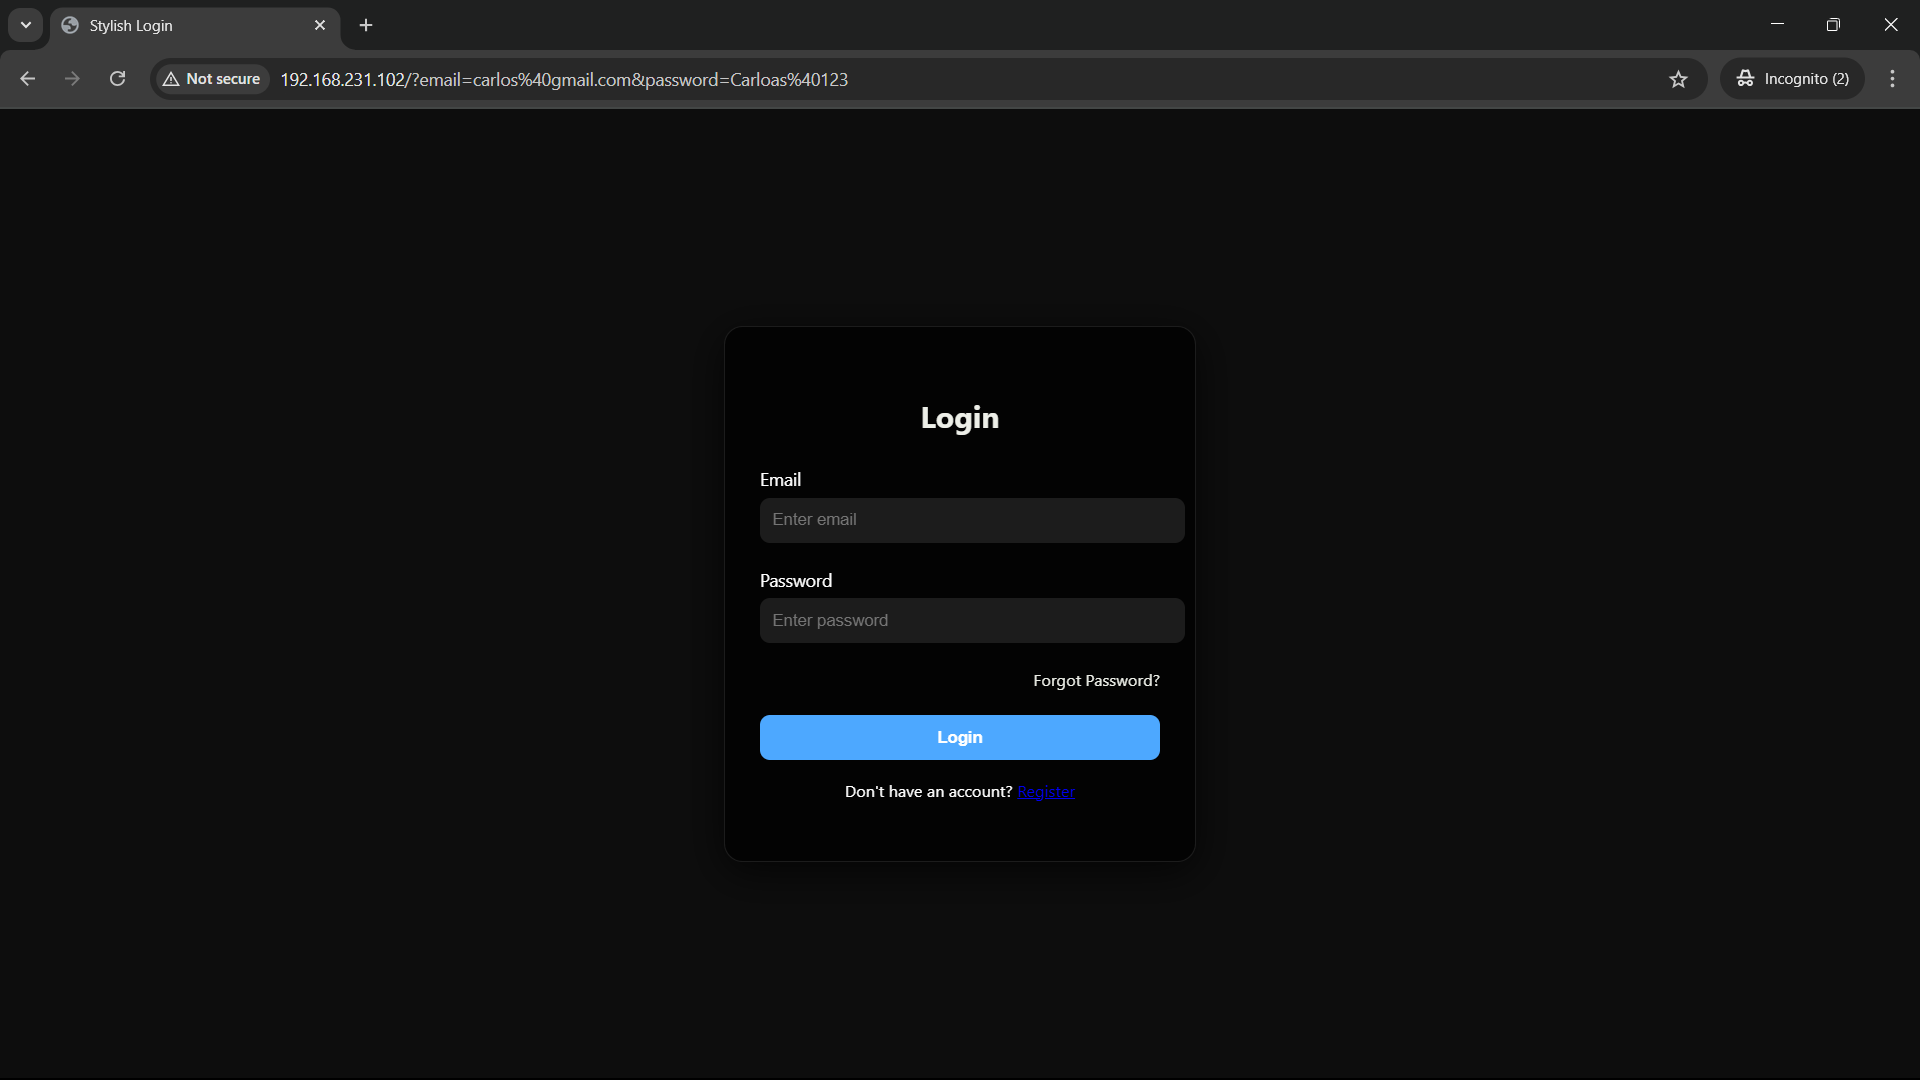 Stylish Login
Not secure
192.168.231.102/?email=carlos%40gmail.com&password=Carloas%40123
Incognito (2)
Login
Email
Enter email
Password
Enter password
Forgot Password?
Login
Don't have an account? Register